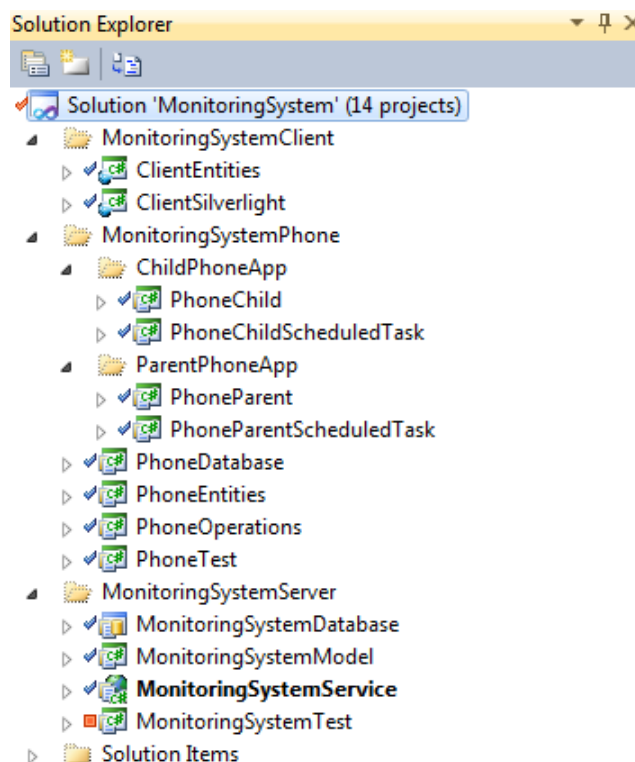 Solution Explorer
Solution 'MonitoringSystem' (14 projects)
MonitoringSystemClient
ClientEntities
ClientSilverlight
MonitoringSystemPhone
ChildPhoneApp
PhoneChild
PhoneChildScheduledTask
ParentPhoneApp
PhoneParent
PhoneParentScheduledTask
PhoneDatabase
PhoneEntities
PhoneOperations
PhoneTest
MonitoringSystemServer
MonitoringSystemDatabase
MonitoringSystemModel
MonitoringSystemService
MonitoringSystemTest
Solution Items